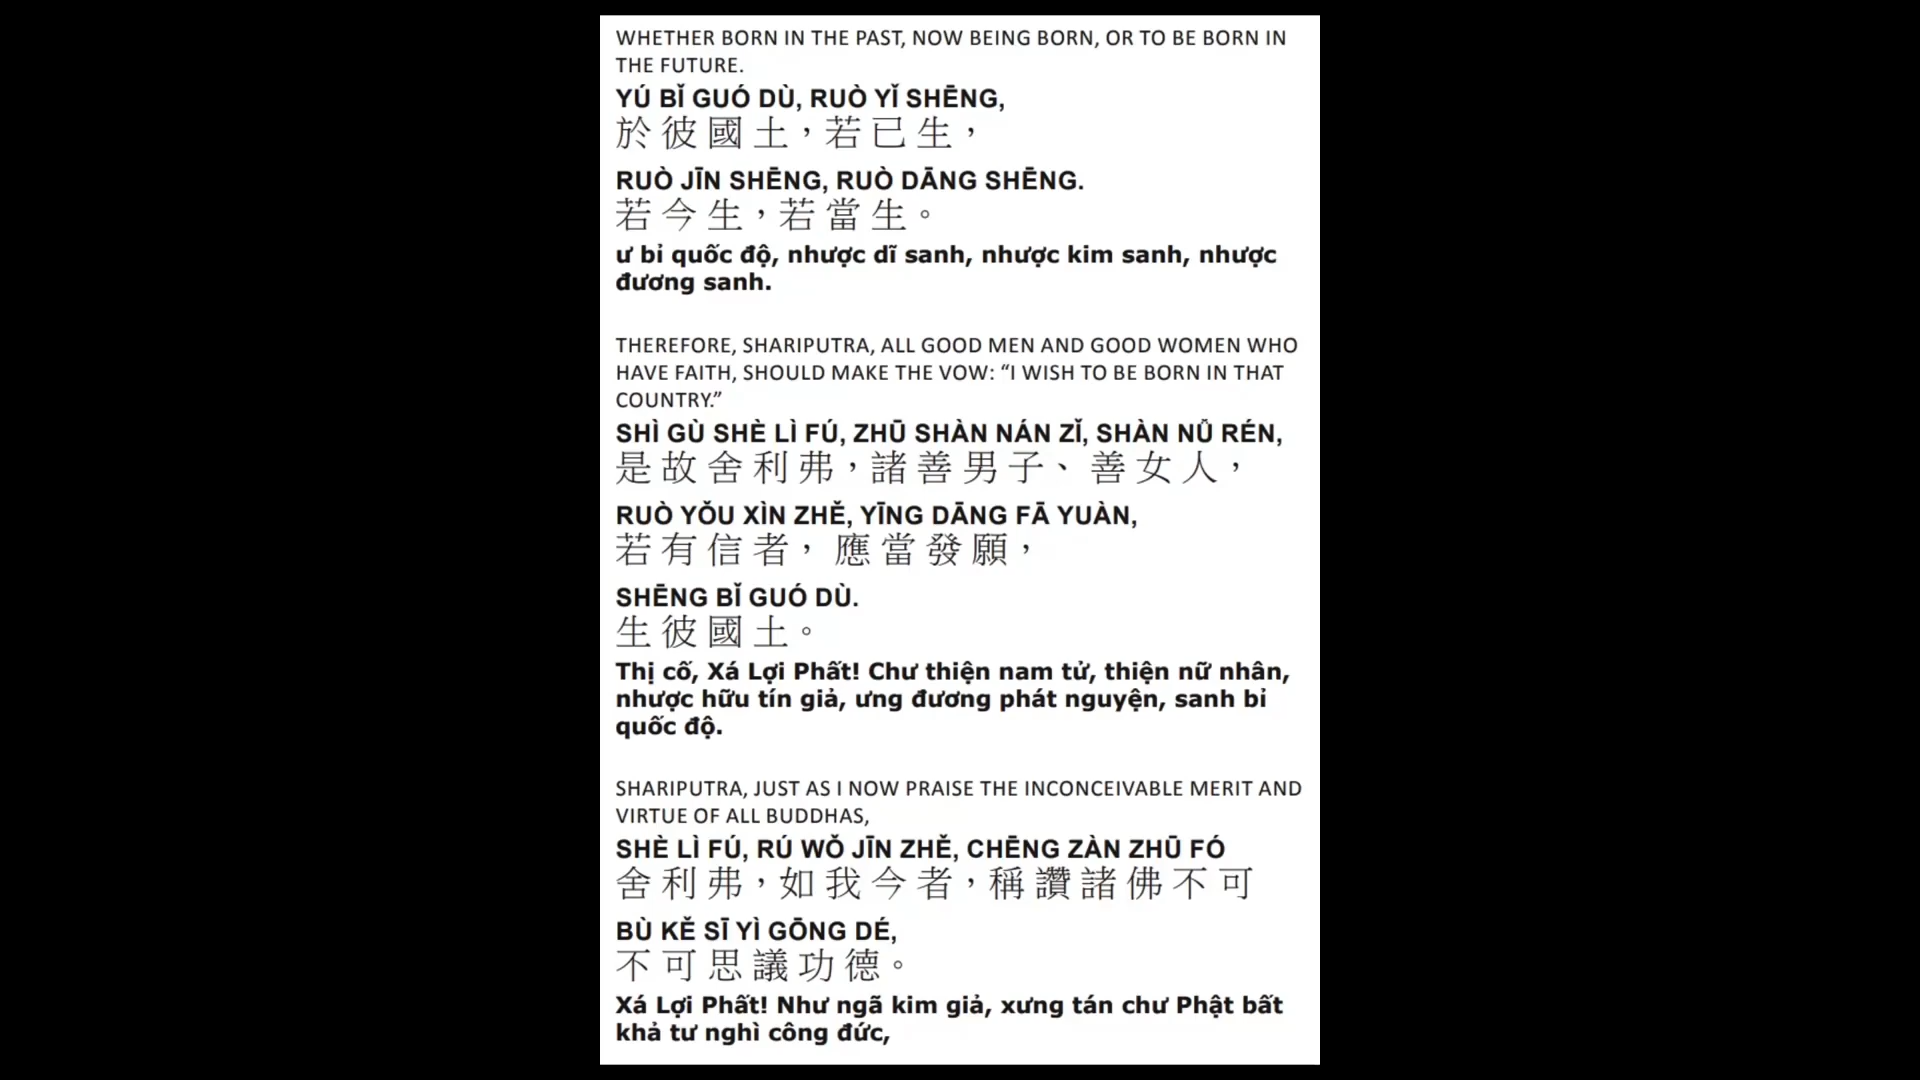 WHETHER BORN IN THE PAST, NOW BEING BORN, OR TO BE BORN IN
THE FUTURE.
YÚ BǏ GUÓ DÙ, RUÒ YǏ SHĒNG,
於彼國土，若已生，
RUÒ JĪN SHĒNG, RUÒ DĀNG SHĒNG.
若今生，若當生。
ư bỉ quốc độ, nhược dĩ sanh, nhược kim sanh, nhược
đương sanh.
THEREFORE, SHARIPUTRA, ALL GOOD MEN AND GOOD WOMEN WHO
HAVE FAITH, SHOULD MAKE THE VOW: “I WISH TO BE BORN IN THAT
COUNTRY.”
SHÌ GÙ SHÈ LÌ FÚ, ZHŪ SHÀN NÁN ZǏ, SHÀN NǙ RÉN,
是故舍利弗，諸善男子、善女人，
RUÒ YǑU XÌN ZHĚ, YĪNG DĀNG FĀ YUÀN,
若有信者，應當發願，
SHĒNG BǏ GUÓ DÙ.
生彼國土。
Thị cố, Xá Lợi Phất! Chư thiện nam tử, thiện nữ nhân,
nhược hữu tín giả, ưng đương phát nguyện, sanh bỉ
quốc độ.
SHARIPUTRA, JUST AS I NOW PRAISE THE INCONCEIVABLE MERIT AND
VIRTUE OF ALL BUDDHAS,
SHÈ LÌ FÚ, RÚ WǑ JĪN ZHĚ, CHĒNG ZÀN ZHŪ FÓ
舍利弗，如我今者，稱讚諸佛不可
BÙ KĚ SĪ YÌ GŌNG DÉ,
不可思議功德。
Xá Lợi Phất! Như ngã kim giả, xưng tán chư Phật bất
khả tư nghì công đức,